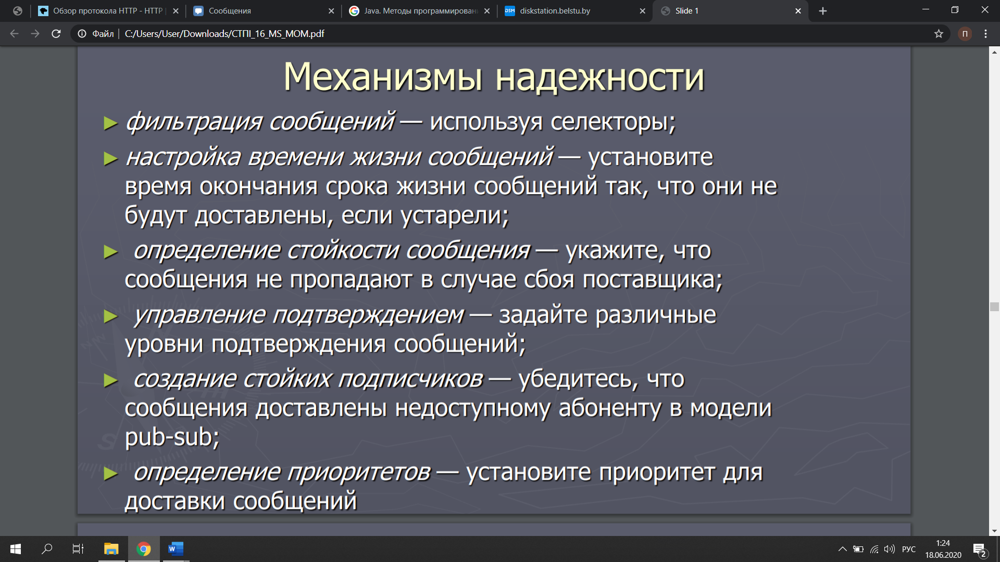 Обзор протокола HTTP - HTTP
Сообщения
Java. Методы программирован
DSM
diskstation.belstu.by
Slide 1
Файл
C:/Users/User/Downloads/СТПІ_16_MS_MOM.pdf
П
Механизмы надежности
фильтрация сообщений — используя селекторы;
настройка времени жизни сообщений — установите
время окончания срока жизни сообщений так, что они не
будут доставлены, если устарели;
определение стойкости сообщения — укажите, что
сообщения не пропадают в случае сбоя поставщика;
управление подтверждением — задайте различные
уровни подтверждения сообщений;
создание стойких подписчиков — убедитесь, что
сообщения доставлены недоступному абоненту в модели
pub-sub;
определение приоритетов — установите приоритет для
доставки сообщений
W
РУС
1:24
18.06.2020
2